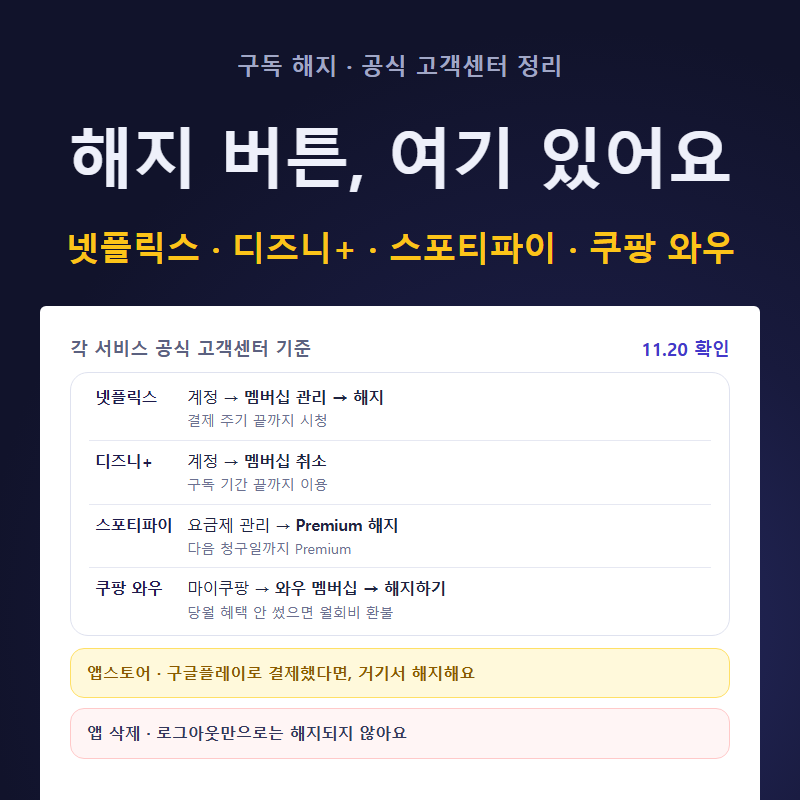 구독 해지 · 공식 고객센터 정리
해지 버튼, 여기 있어요
넷플릭스 · 디즈니+ · 스포티파이 · 쿠팡 와우
각 서비스 공식 고객센터 기준
11.20 확인
넷플릭스
계정 → 멤버십 관리 → 해지
결제 주기 끝까지 시청
디즈니+
계정 → 멤버십 취소
구독 기간 끝까지 이용
스포티파이
요금제 관리 → Premium 해지
다음 청구일까지 Premium
쿠팡 와우
마이쿠팡 → 와우 멤버십 → 해지하기
당월 혜택 안 썼으면 월회비 환불
앱스토어 · 구글플레이로 결제했다면, 거기서 해지해요
앱 삭제 · 로그아웃만으로는 해지되지 않아요